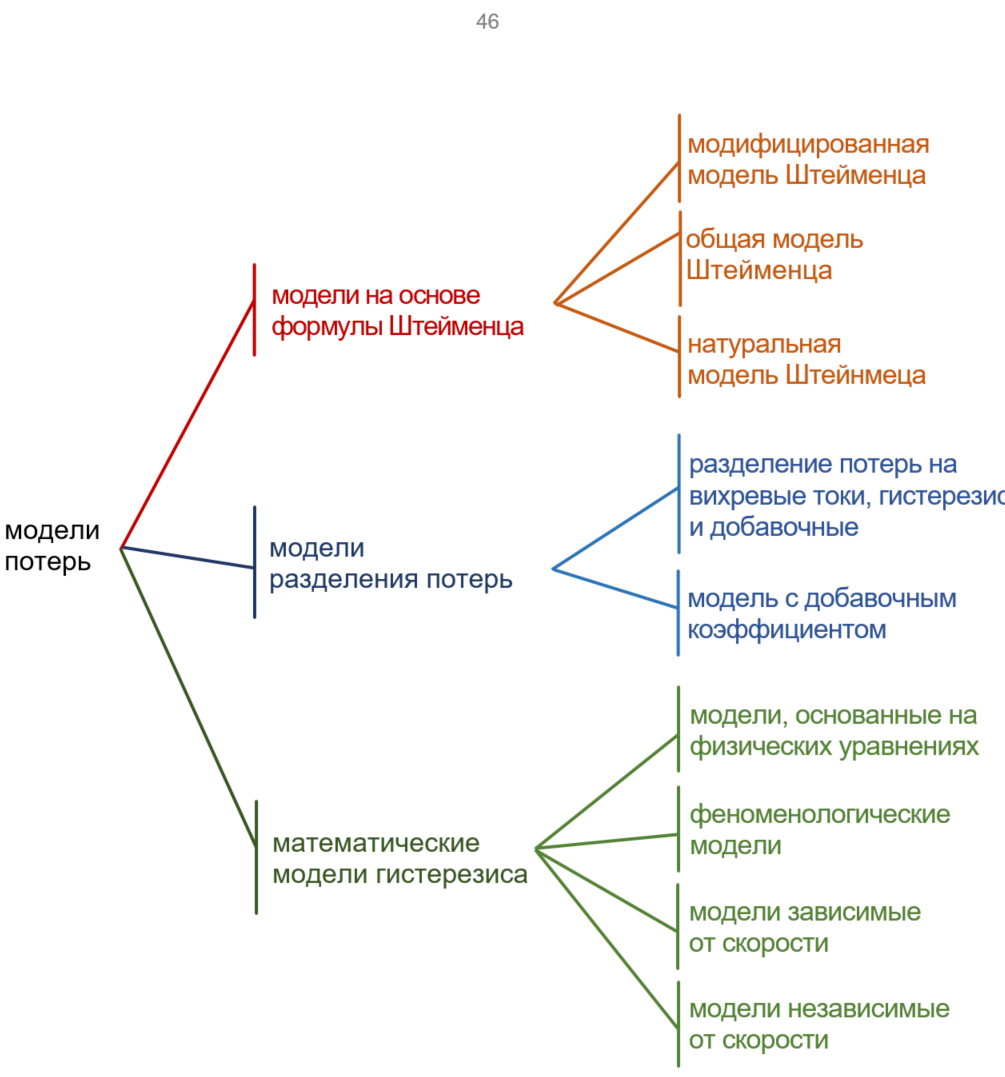 46
модифицированная
модель Штейменца
общая модель
Штейменца
модели на основе
формулы Штейменца
натуральная
модель Штейнмеца
разделение потерь на
вихревые токи, гистерезис
и добавочные
модели
потерь
модели
разделения потерь
модель с добавочным
коэффициентом
модели, основанные на
физических уравнениях
феноменологические
модели
математические
модели гистерезиса
модели зависимые
от скорости
модели независимые
от скорости